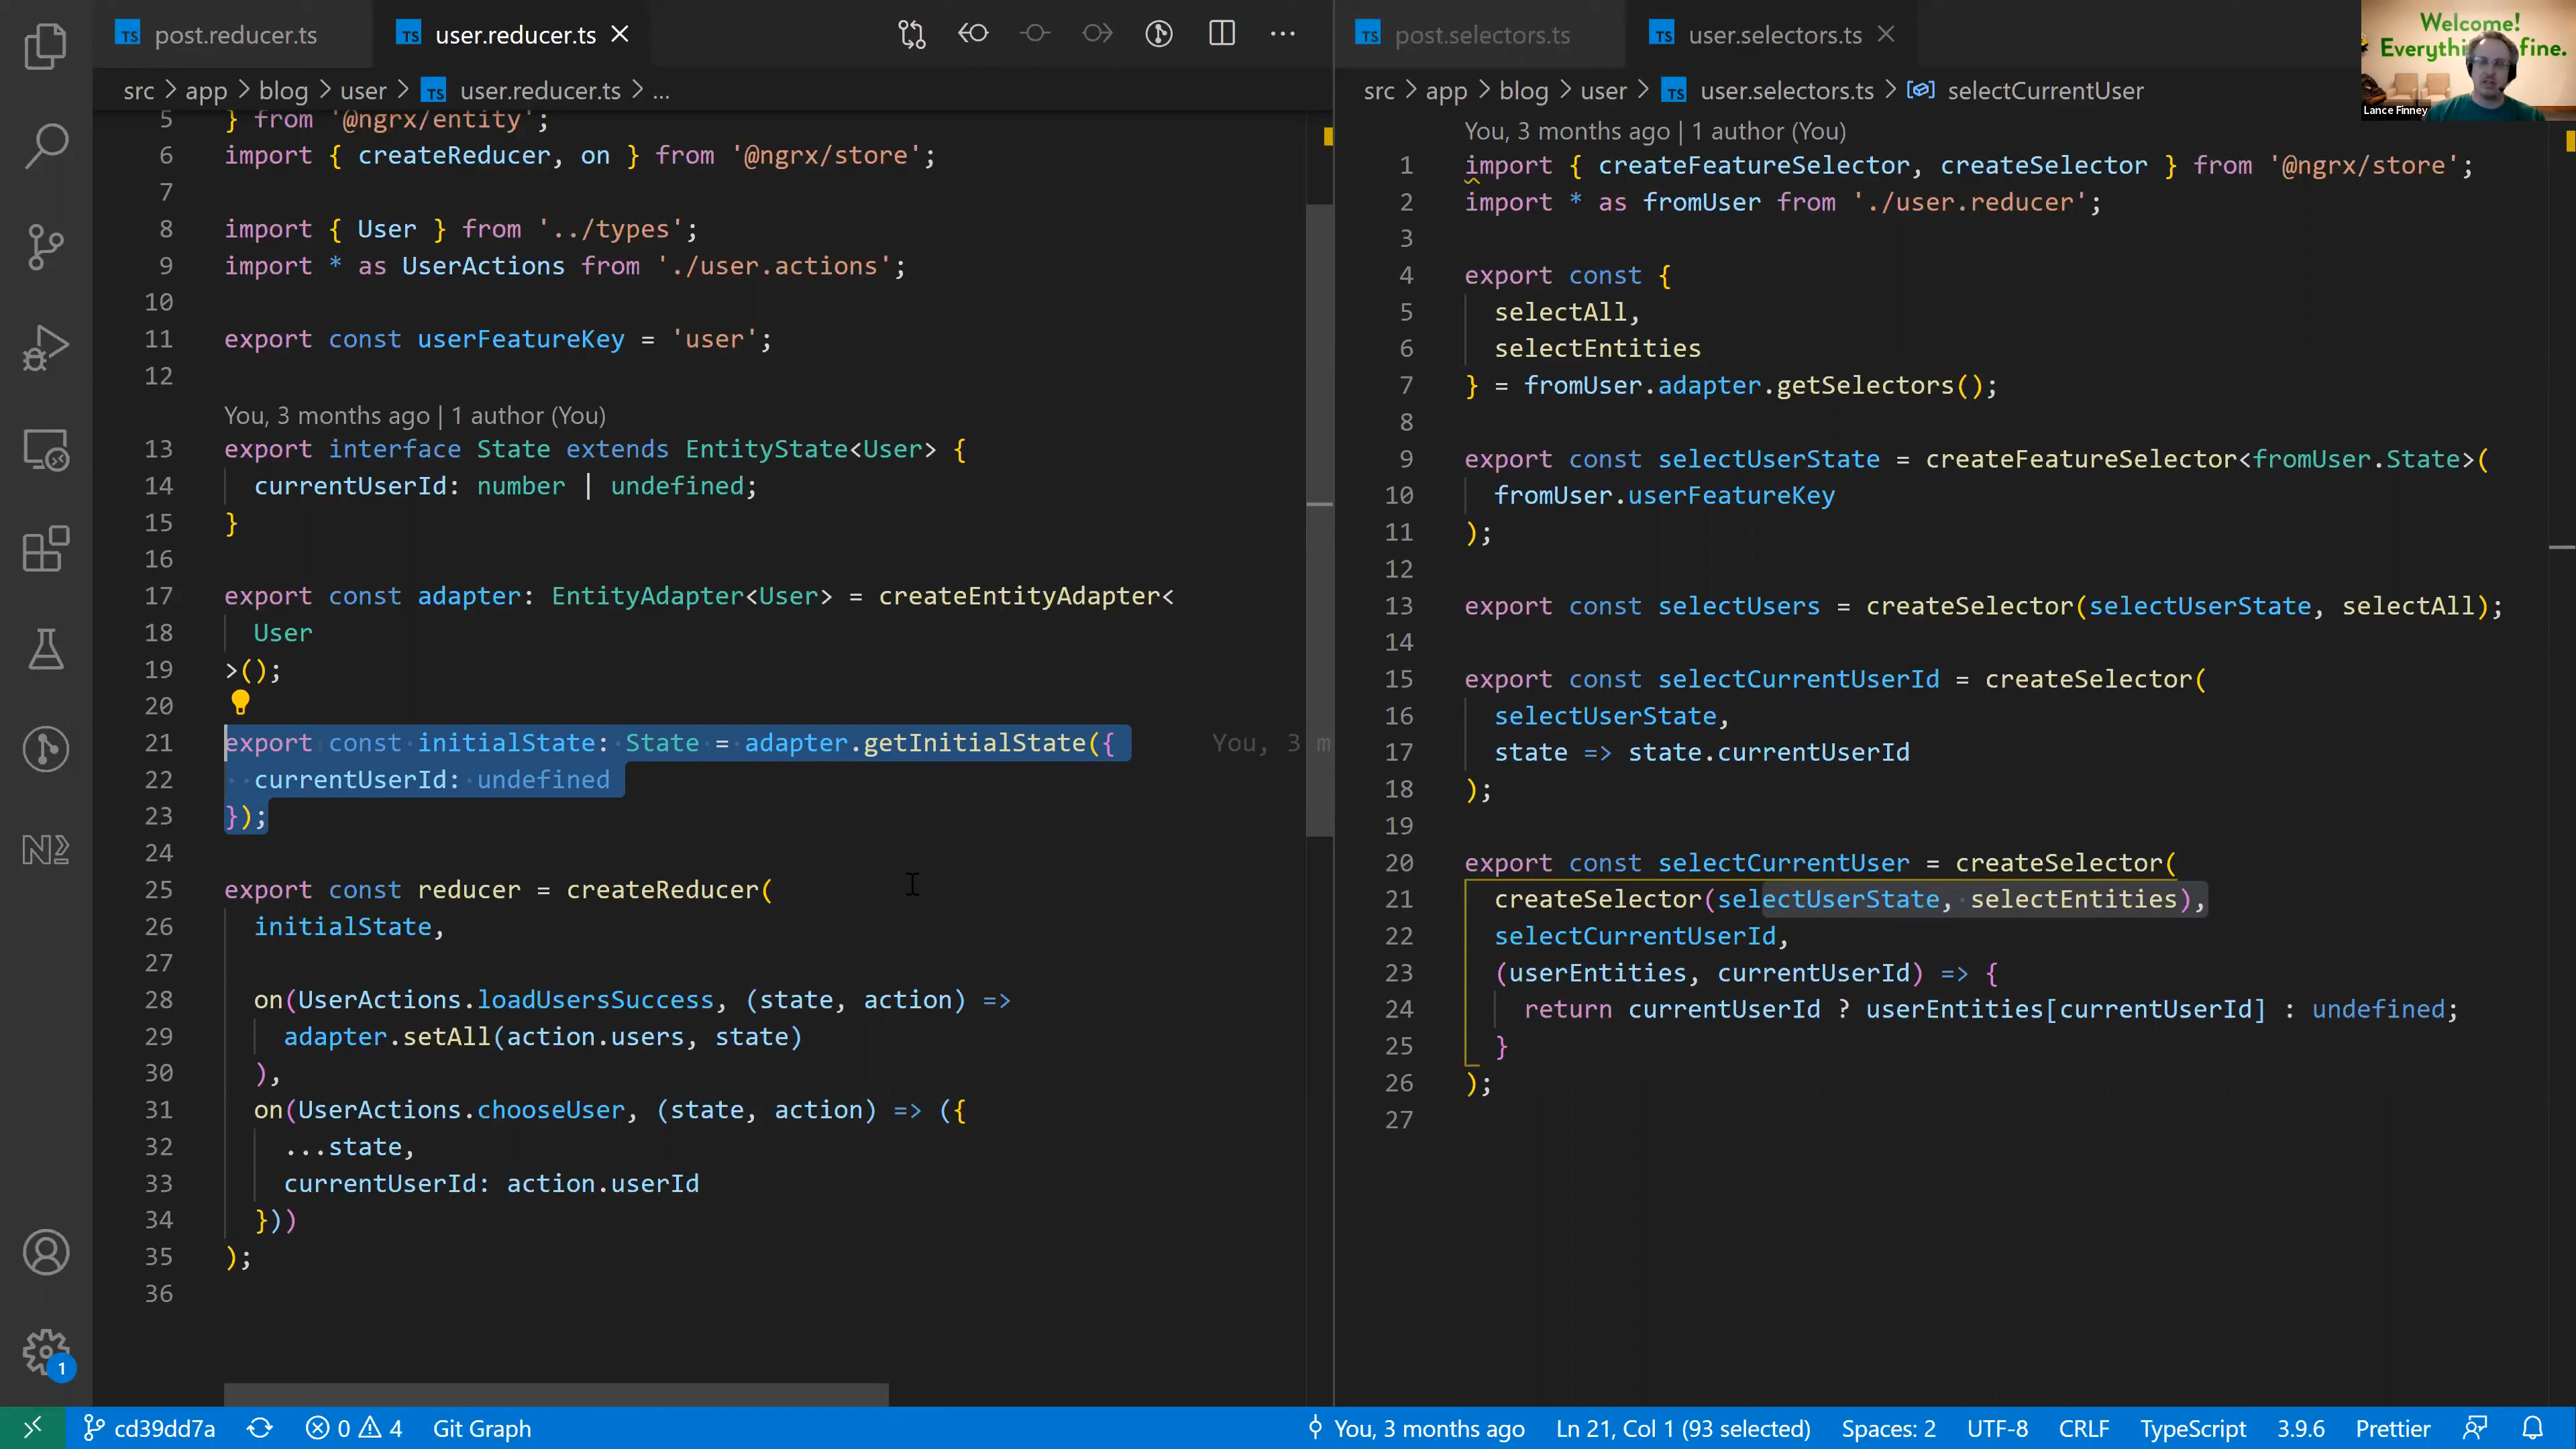 post.reducer.ts
user.reducer.ts
src > app > blog > user > user.reducer.ts > ...
5 } from '@ngrx/entity';
6 import { createReducer, on } from '@ngrx/store';
7
8 import { User } from '../types';
9 import * as UserActions from './user.actions';
10
11 export const userFeatureKey = 'user';
12
You, 3 months ago | 1 author (You)
13 export interface State extends EntityState<User> {
14 currentUserId: number | undefined;
15 }
16
17 export const adapter: EntityAdapter<User> = createEntityAdapter<
18 User
19 >();
20
21 export const initialState: State = adapter.getInitialState({ You, 3 m
22 currentUserId: undefined
23 });
24
25 export const reducer = createReducer(
26 initialState,
27
28 on(UserActions.loadUsersSuccess, (state, action) =>
29 adapter.setAll(action.users, state)
30 ),
31 on(UserActions.chooseUser, (state, action) => ({
32 ...state,
33 currentUserId: action.userId
34 }))
35 );
36
post.selectors.ts
user.selectors.ts
src > app > blog > user > user.selectors.ts > selectCurrentUser
You, 3 months ago | 1 author (You)
1 import { createFeatureSelector, createSelector } from '@ngrx/store';
2 import * as fromUser from './user.reducer';
3
4 export const {
5 selectAll,
6 selectEntities
7 } = fromUser.adapter.getSelectors();
8
9 export const selectUserState = createFeatureSelector<fromUser.State>(
10 fromUser.userFeatureKey
11 );
12
13 export const selectUsers = createSelector(selectUserState, selectAll);
14
15 export const selectCurrentUserId = createSelector(
16 selectUserState,
17 state => state.currentUserId
18 );
19
20 export const selectCurrentUser = createSelector(
21 createSelector(selectUserState, selectEntities),
22 selectCurrentUserId,
23 (userEntities, currentUserId) => {
24 return currentUserId ? userEntities[currentUserId] : undefined;
25 }
26 );
27
Welcome!
Lance Finney
1
cd39dd7a 0 4 Git Graph You, 3 months ago Ln 21, Col 1 (93 selected) Spaces: 2 UTF-8 CRLF TypeScript 3.9.6 Prettier